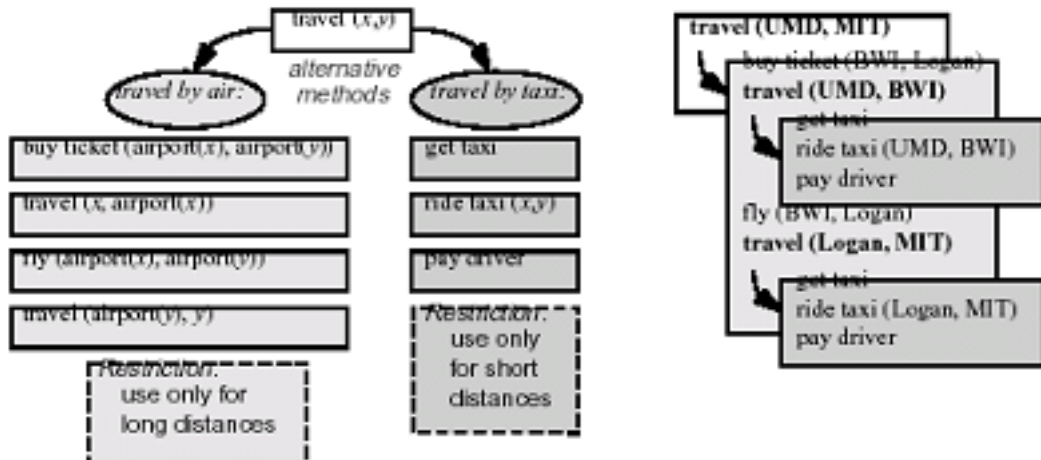 travel (x,y)
alternative
methods
travel by air:
travel by taxi:
buy ticket (airport(x), airport(y))
travel (x, airport(x))
fly (airport(x), airport(y))
travel (airport(y), y)
Restriction:
use only for
long distances
get taxi
ride taxi (x,y)
pay driver
Restriction:
use only
for short
distances
travel (UMD, MIT)
buy ticket (BWI, Logan)
travel (UMD, BWI)
get taxi
ride taxi (UMD, BWI)
pay driver
fly (BWI, Logan)
travel (Logan, MIT)
get taxi
ride taxi (Logan, MIT)
pay driver